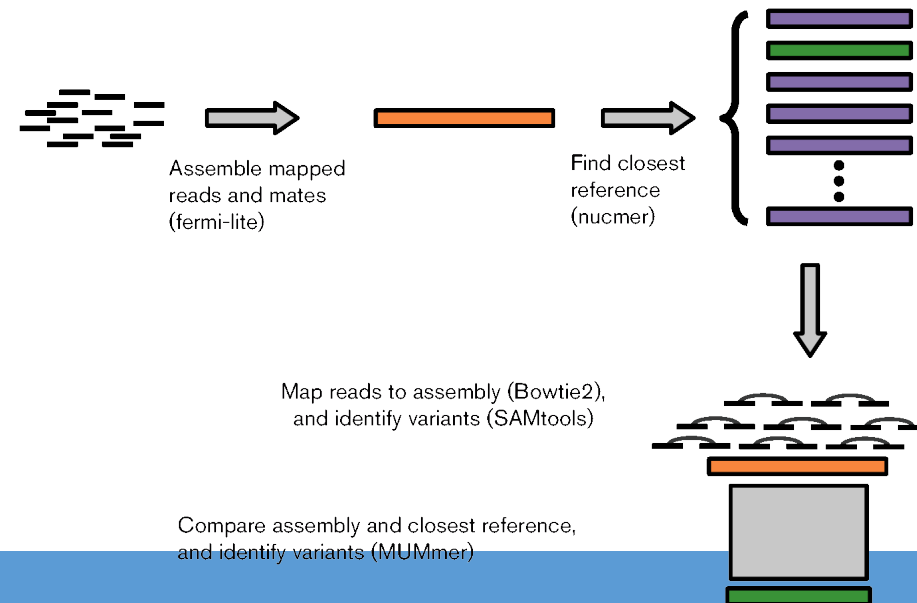 Assemble mapped
reads and mates
(fermi-lite)
Find closest
reference
(nucmer)
Map reads to assembly (Bowtie2),
and identify variants (SAMtools)
Compare assembly and closest reference,
and identify variants (MUMmer)